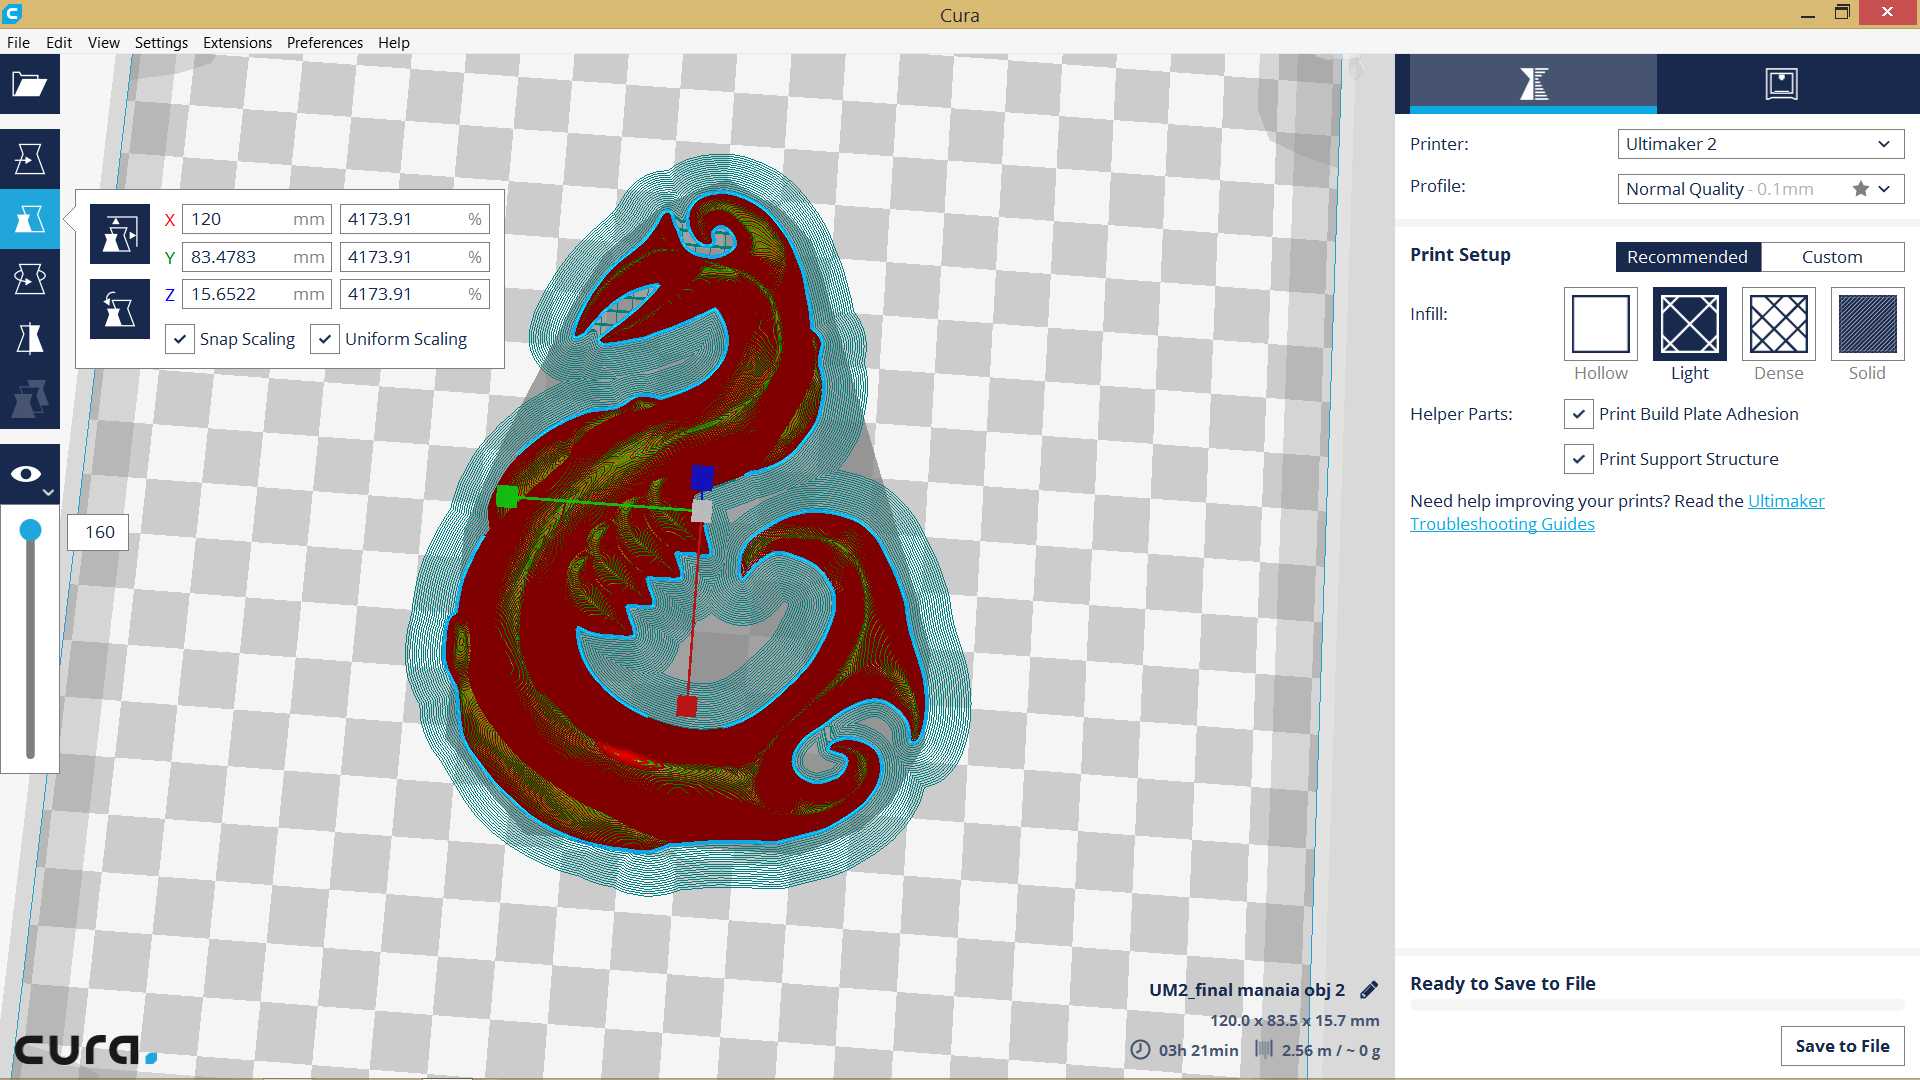 Cura
File Edit View Settings Extensions Preferences Help
X 120 mm 4173.91 %
Y 83.4783 mm 4173.91 %
Z 15.6522 mm 4173.91 %
Snap Scaling Uniform Scaling
160
Printer: Ultimaker 2
Profile: Normal Quality - 0.1mm
Print Setup Recommended Custom
Infill:
Hollow Light Dense Solid
Helper Parts: Print Build Plate Adhesion
Print Support Structure
Need help improving your prints? Read the Ultimaker
Troubleshooting Guides
UM2_final manaia obj 2
120.0 x 83.5 x 15.7 mm
03h 21min 2.56 m / ~ 0 g
cura.
Ready to Save to File
Save to File